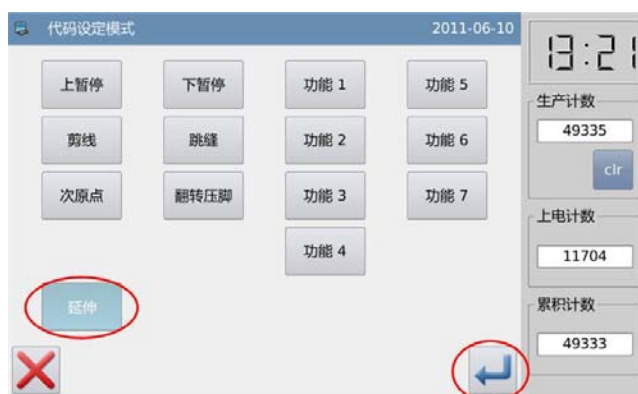 代码设定模式 2011-06-10
13:21
上暂停 下暂停 功能 1 功能 5
剪线 跳缝 功能 2 功能 6
次原点 翻转压脚 功能 3 功能 7
功能 4
延伸
生产计数
49335
clr
上电计数
11704
累积计数
49333